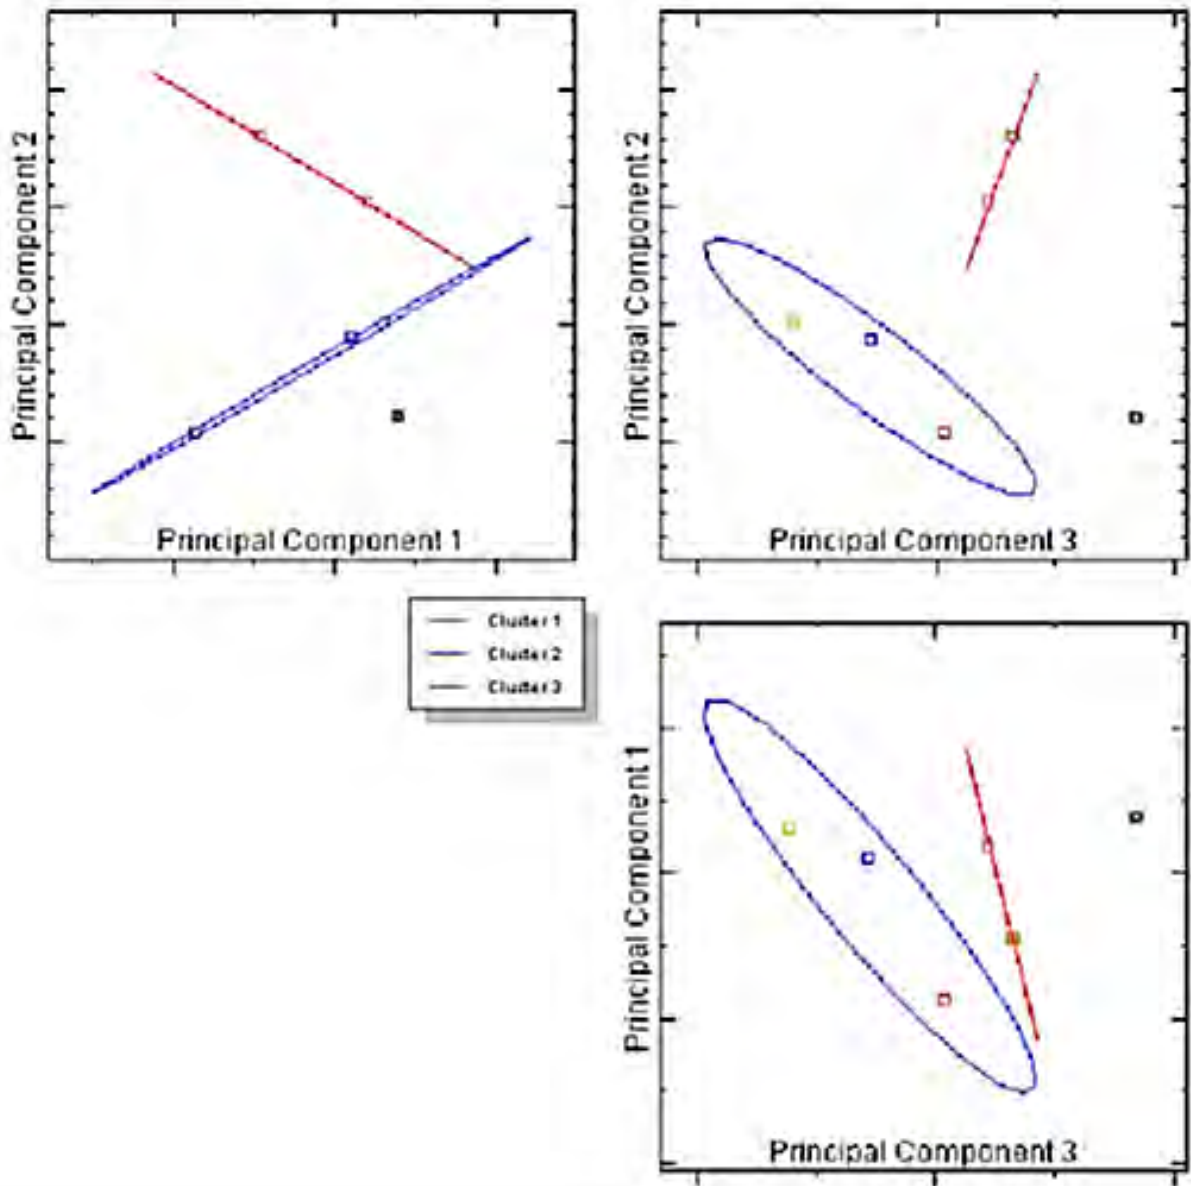 Principal Component 2
Principal Component 1
Principal Component 2
Principal Component 3
Cluster 1
Cluster 2
Cluster 3
Principal Component 1
Principal Component 3